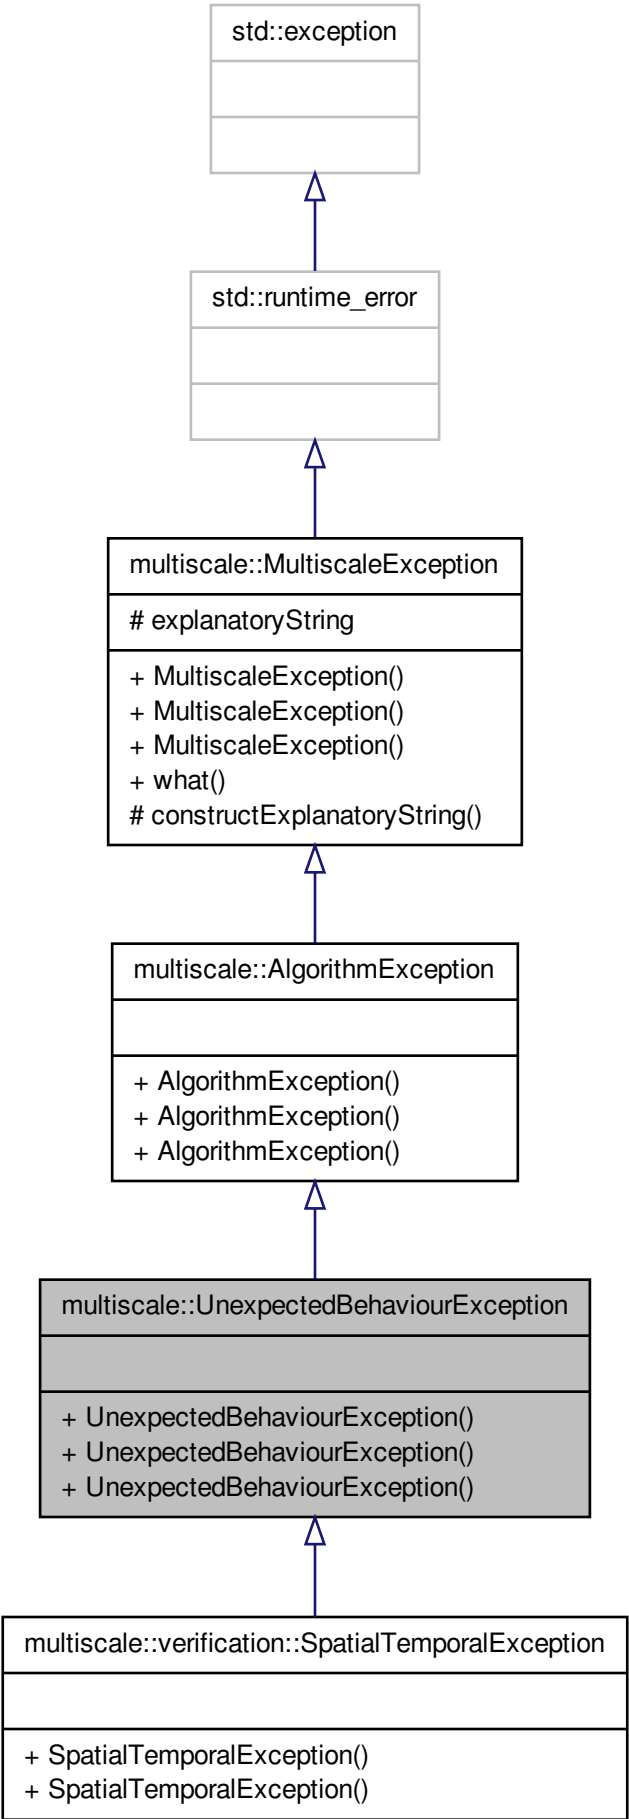 std::exception
std::runtime_error
multiscale::MultiscaleException
# explanatoryString
+ MultiscaleException()
+ MultiscaleException()
+ MultiscaleException()
+ what()
# constructExplanatoryString()
multiscale::AlgorithmException
+ AlgorithmException()
+ AlgorithmException()
+ AlgorithmException()
multiscale::UnexpectedBehaviourException
+ UnexpectedBehaviourException()
+ UnexpectedBehaviourException()
+ UnexpectedBehaviourException()
multiscale::verification::SpatialTemporalException
+ SpatialTemporalException()
+ SpatialTemporalException()